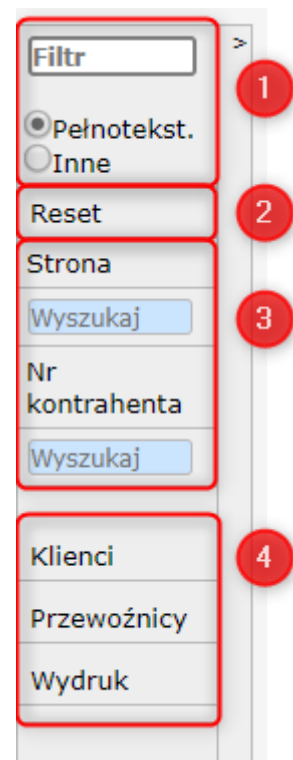 Filtr
>
1
Pełnotekst.
Inne
Reset
2
Strona
Wyszukaj
3
Nr
kontrahenta
Wyszukaj
Klienci
4
Przewoźnicy
Wydruk